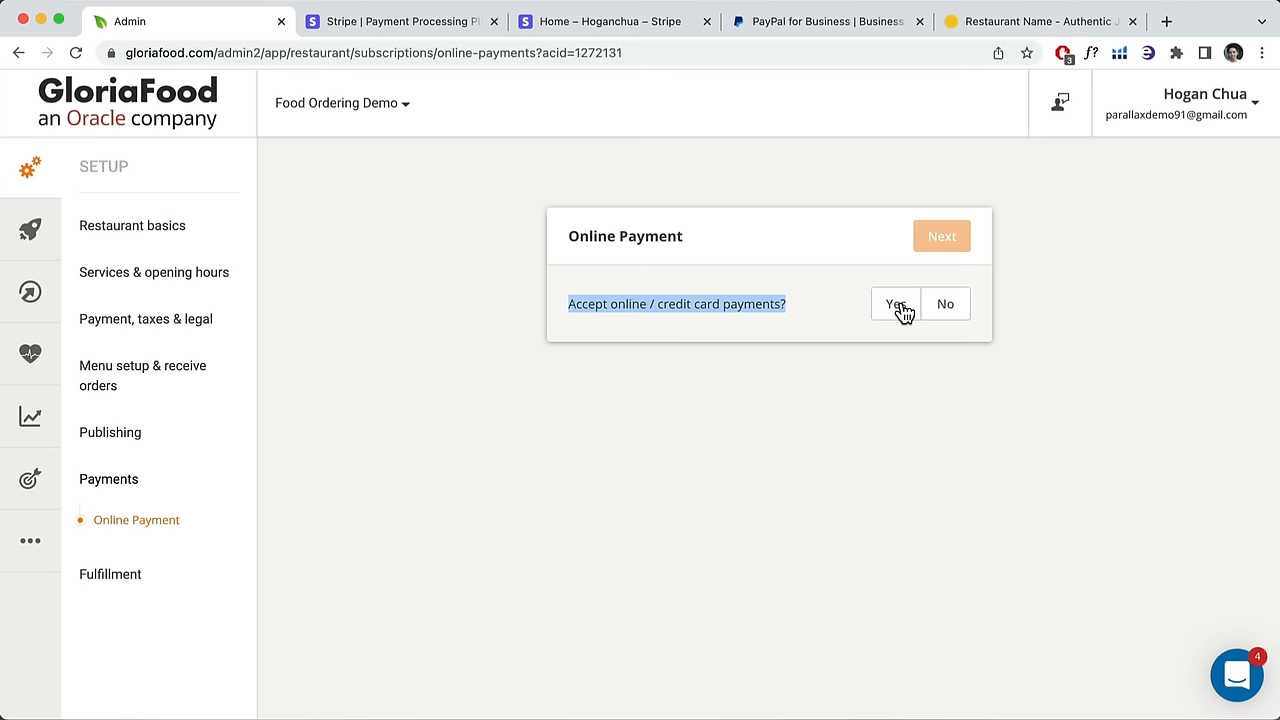 Admin
Stripe | Payment Processing Pl
Home – Hoganchua – Stripe
PayPal for Business | Business
Restaurant Name - Authentic J
gloriafood.com/admin2/app/restaurant/subscriptions/online-payments?acid=1272131
3
f?
GloriaFood
an Oracle company
Food Ordering Demo
Hogan Chua
parallaxdemo91@gmail.com
SETUP
Restaurant basics
Services & opening hours
Payment, taxes & legal
Menu setup & receive
orders
Publishing
Payments
Online Payment
Fulfillment
Online Payment
Next
Accept online / credit card payments?
Yes
No
4